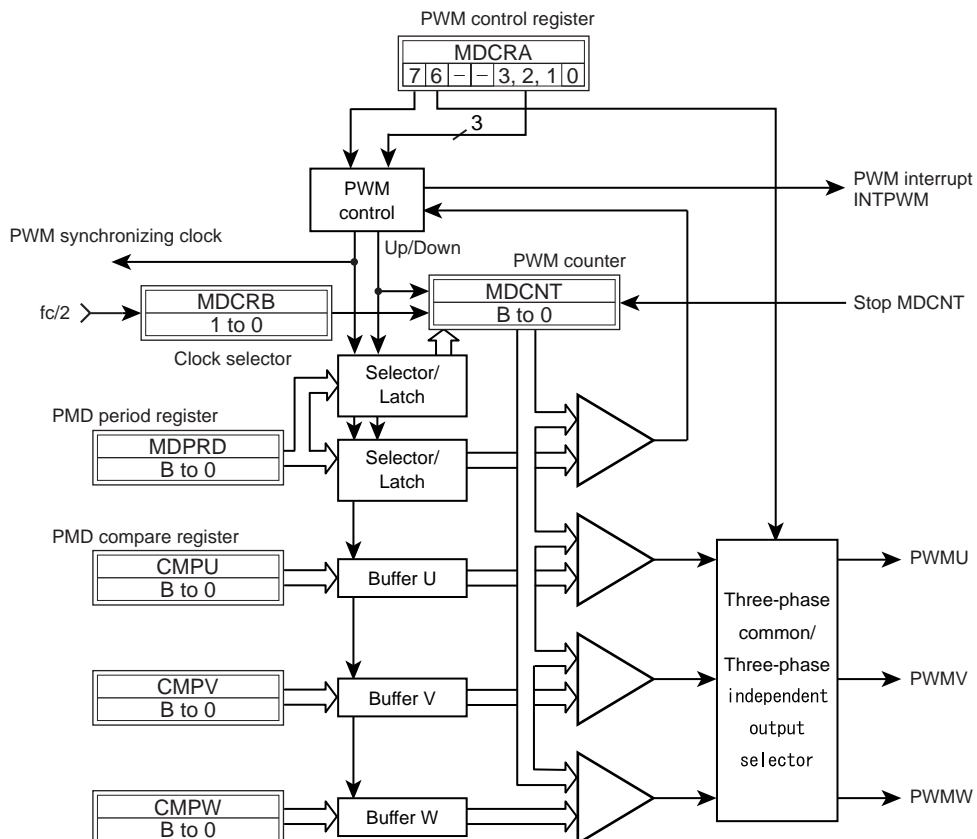 PWM control register
MDCRA
7 6 – – 3, 2, 1 0
3
PWM
control
PWM interrupt
INTPWM
PWM synchronizing clock
Up/Down
PWM counter
MDCNT
B to 0
Stop MDCNT
fc/2
MDCRB
1 to 0
Clock selector
Selector/
Latch
PMD period register
MDPRD
B to 0
Selector/
Latch
PMD compare register
CMPU
B to 0
Buffer U
PWMU
Three-phase
common/
Three-phase
independent
output
selector
CMPV
B to 0
Buffer V
PWMV
CMPW
B to 0
Buffer W
PWMW